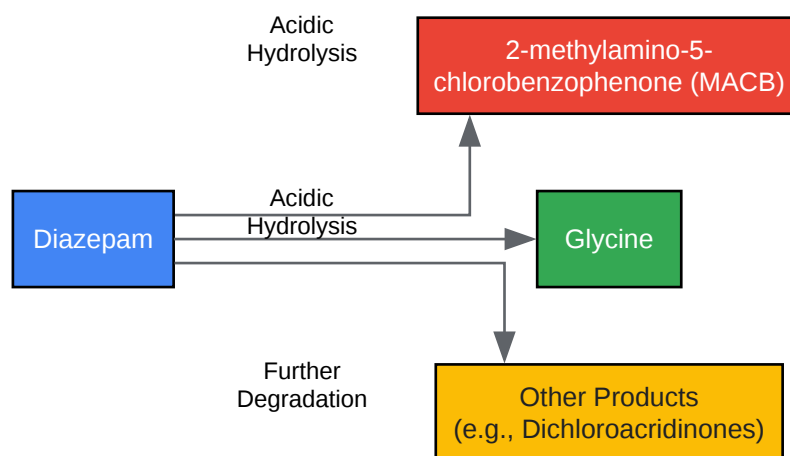 Acidic
Hydrolysis
2-methylamino-5-
chlorobenzophenone (MACB)
Diazepam
Acidic
Hydrolysis
Glycine
Further
Degradation
Other Products
(e.g., Dichloroacridinones)